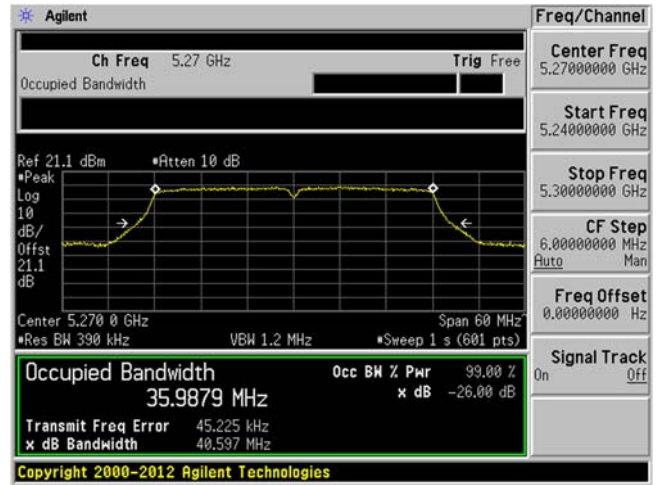 Agilent
Freq/Channel
Ch Freq 5.27 GHz Trig Free
Occupied Bandwidth
Center Freq
5.27000000 GHz
Start Freq
5.24000000 GHz
Stop Freq
5.30000000 GHz
CF Step
6.00000000 MHz
Auto Man
Freq Offset
0.00000000 Hz
Signal Track
On Off
Ref 21.1 dBm #Atten 10 dB
#Peak
Log
10
dB/
Offst
21.1
dB
Center 5.270 0 GHz Span 60 MHz
#Res BW 390 kHz VBW 1.2 MHz #Sweep 1 s (601 pts)
Occupied Bandwidth Occ BW % Pwr 99.00 %
35.9879 MHz x dB -26.00 dB
Transmit Freq Error 45.225 kHz
x dB Bandwidth 40.597 MHz
Copyright 2000-2012 Agilent Technologies